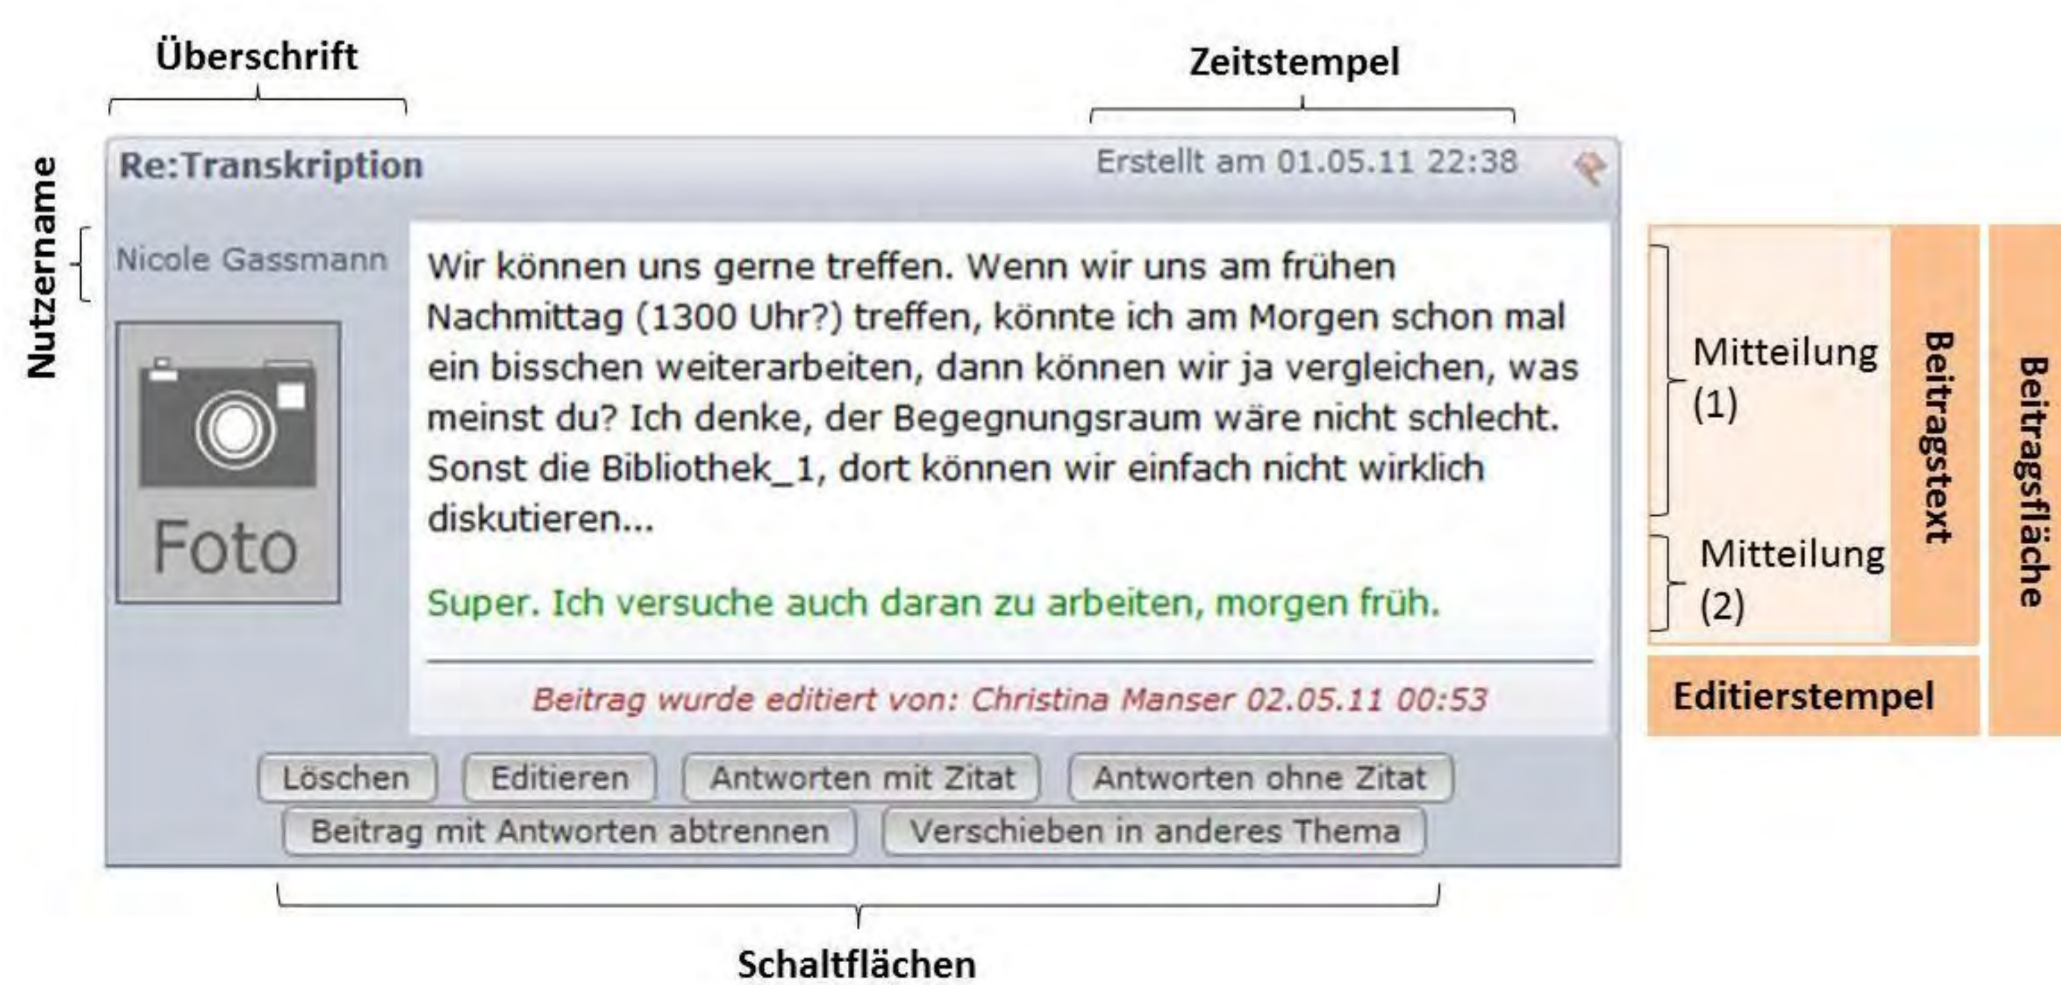 Überschrift
Zeitstempel
Nutzername
Re:Transkription
Erstellt am 01.05.11 22:38
Nicole Gassmann
Foto
Wir können uns gerne treffen. Wenn wir uns am frühen
Nachmittag (1300 Uhr?) treffen, könnte ich am Morgen schon mal
ein bisschen weiterarbeiten, dann können wir ja vergleichen, was
meinst du? Ich denke, der Begegnungsraum wäre nicht schlecht.
Sonst die Bibliothek_1, dort können wir einfach nicht wirklich
diskutieren...
Super. Ich versuche auch daran zu arbeiten, morgen früh.
Beitrag wurde editiert von: Christina Manser 02.05.11 00:53
Mitteilung
(1)
Mitteilung
(2)
Beitragstext
Beitragsfläche
Editierstempel
Löschen
Editieren
Antworten mit Zitat
Antworten ohne Zitat
Beitrag mit Antworten abtrennen
Verschieben in anderes Thema
Schaltflächen